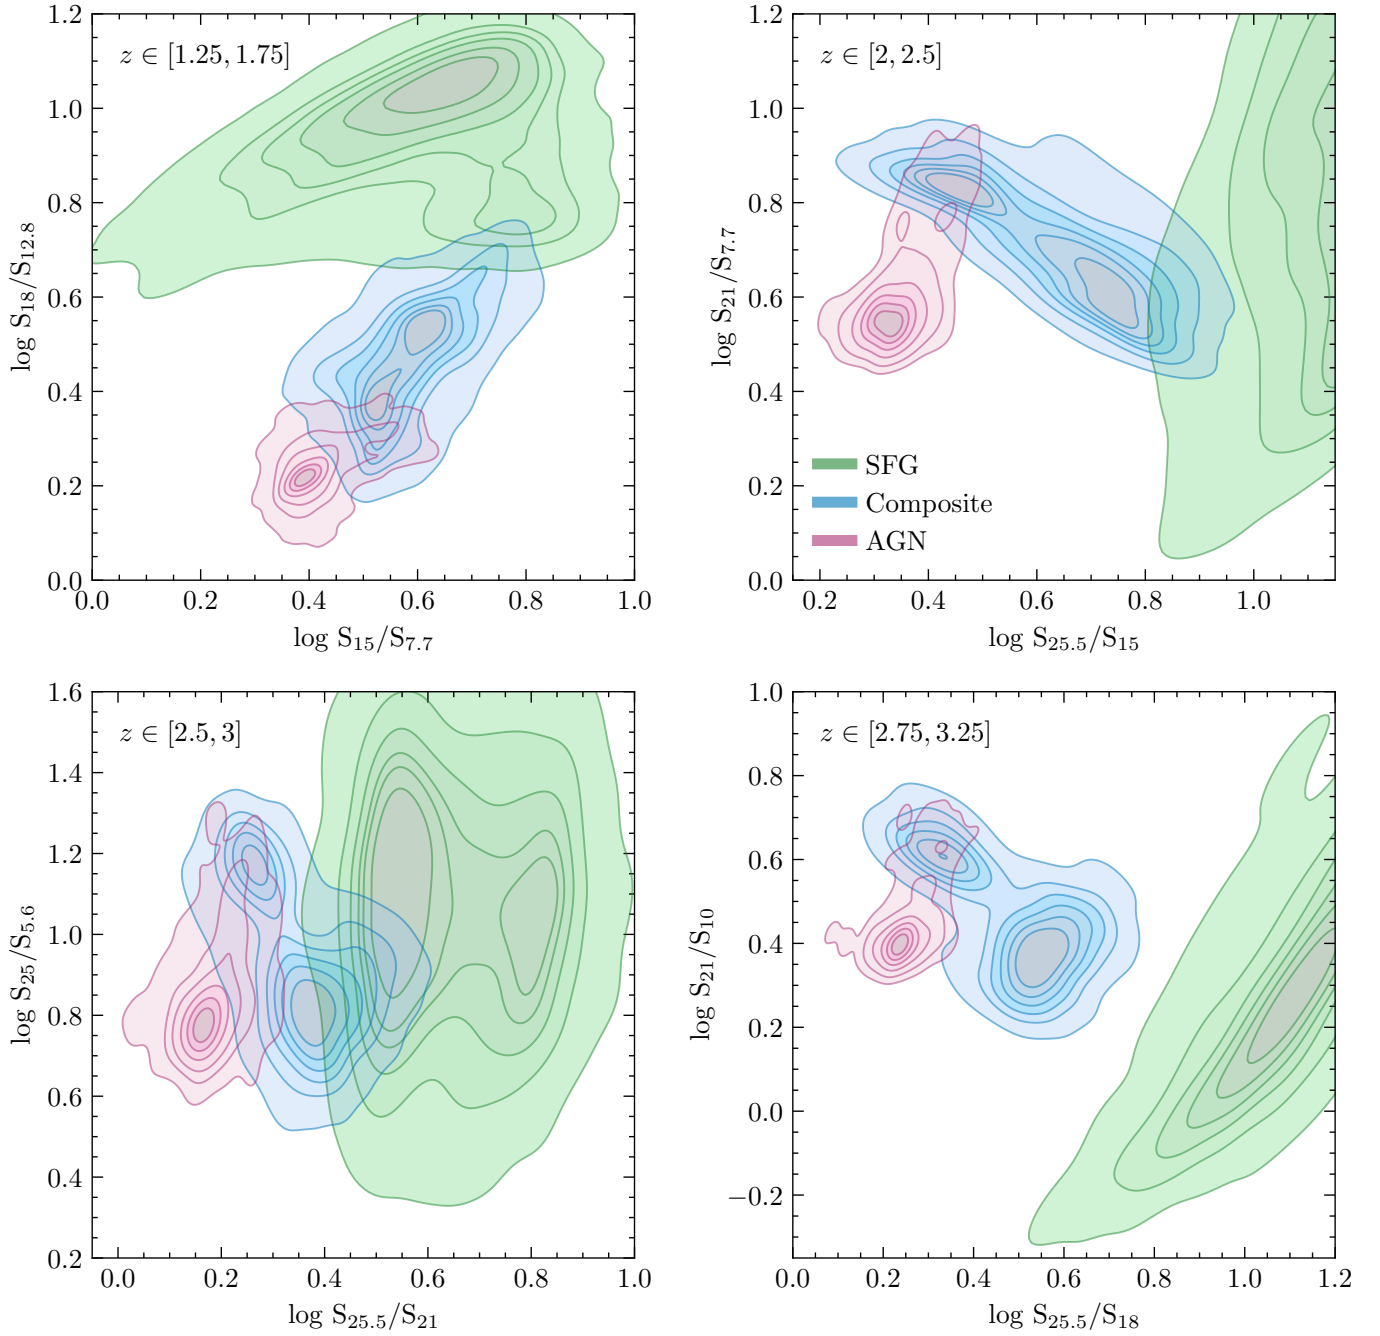 z ∈ [1.25, 1.75]
1.2
1.0
0.8
0.6
0.4
0.2
0.0
log S₁₈/S₁₂.₈
0.0 0.2 0.4 0.6 0.8 1.0
log S₁₅/S₇.₇
z ∈ [2, 2.5]
1.2
1.0
0.8
0.6
0.4
0.2
0.0
log S₂₁/S₇.₇
SFG
Composite
AGN
0.2 0.4 0.6 0.8 1.0
log S₂₅.₅/S₁₅
z ∈ [2.5, 3]
1.6
1.4
1.2
1.0
0.8
0.6
0.4
0.2
log S₂₅/S₅.₆
0.0 0.2 0.4 0.6 0.8 1.0
log S₂₅.₅/S₂₁
z ∈ [2.75, 3.25]
1.0
0.8
0.6
0.4
0.2
0.0
−0.2
log S₂₁/S₁₀
0.0 0.2 0.4 0.6 0.8 1.0 1.2
log S₂₅.₅/S₁₈